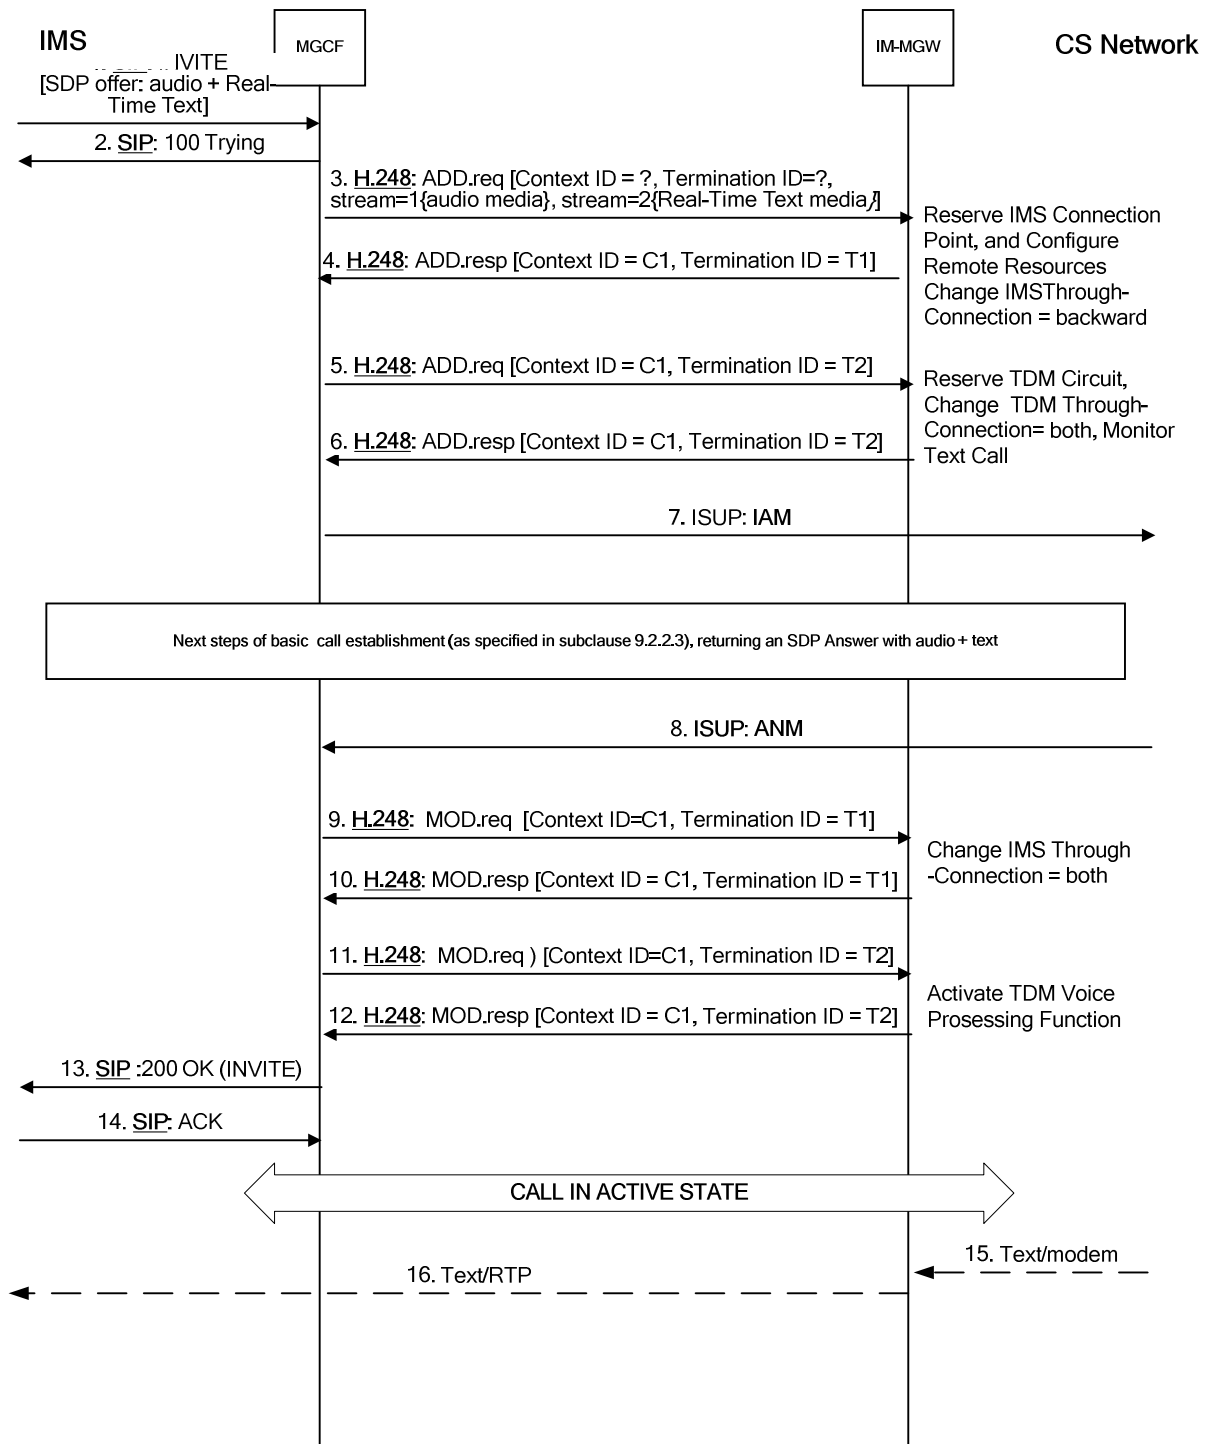 IMS
MGCF
IM-MGW
CS Network
IVITE
[SDP offer: audio + Real-
Time Text]
2. SIP: 100 Trying
3. H.248: ADD.req [Context ID = ?, Termination ID=?,
stream=1{audio media}, stream=2{Real-Time Text media}]
Reserve IMS Connection
Point, and Configure
Remote Resources
Change IMSThrough-
Connection = backward
4. H.248: ADD.resp [Context ID = C1, Termination ID = T1]
5. H.248: ADD.req [Context ID = C1, Termination ID = T2]
Reserve TDM Circuit,
Change TDM Through-
Connection= both, Monitor
Text Call
6. H.248: ADD.resp [Context ID = C1, Termination ID = T2]
7. ISUP: IAM
Next steps of basic call establishment (as specified in subclause 9.2.2.3), returning an SDP Answer with audio + text
8. ISUP: ANM
9. H.248: MOD.req [Context ID=C1, Termination ID = T1]
Change IMS Through
-Connection = both
10. H.248: MOD.resp [Context ID = C1, Termination ID = T1]
11. H.248: MOD.req ) [Context ID=C1, Termination ID = T2]
Activate TDM Voice
Prosessing Function
12. H.248: MOD.resp [Context ID = C1, Termination ID = T2]
13. SIP :200 OK (INVITE)
14. SIP: ACK
CALL IN ACTIVE STATE
15. Text/modem
16. Text/RTP